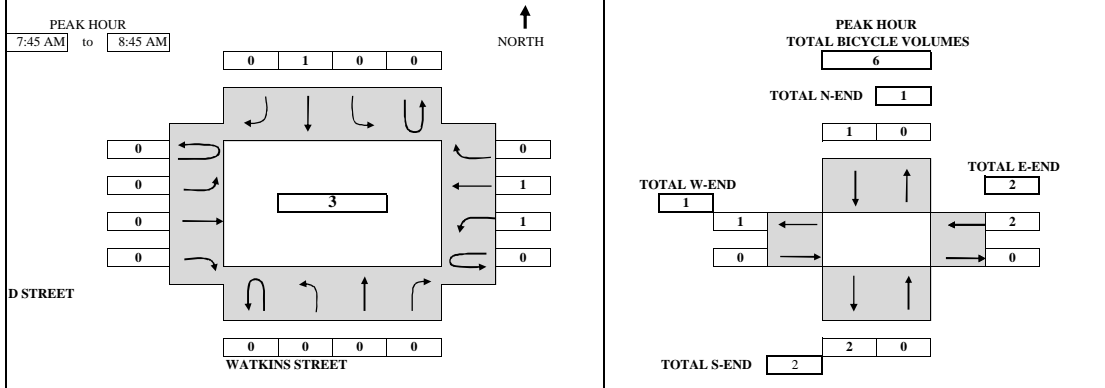 PEAK HOUR
7:45 AM to 8:45 AM
NORTH
0 1 0 0
0
0
0
0
3
0
1
1
0
D STREET
0 0 0 0
WATKINS STREET
PEAK HOUR
TOTAL BICYCLE VOLUMES
6
TOTAL N-END 1
1 0
TOTAL E-END
2
TOTAL W-END
1
1 2
0 0
2 0
TOTAL S-END 2